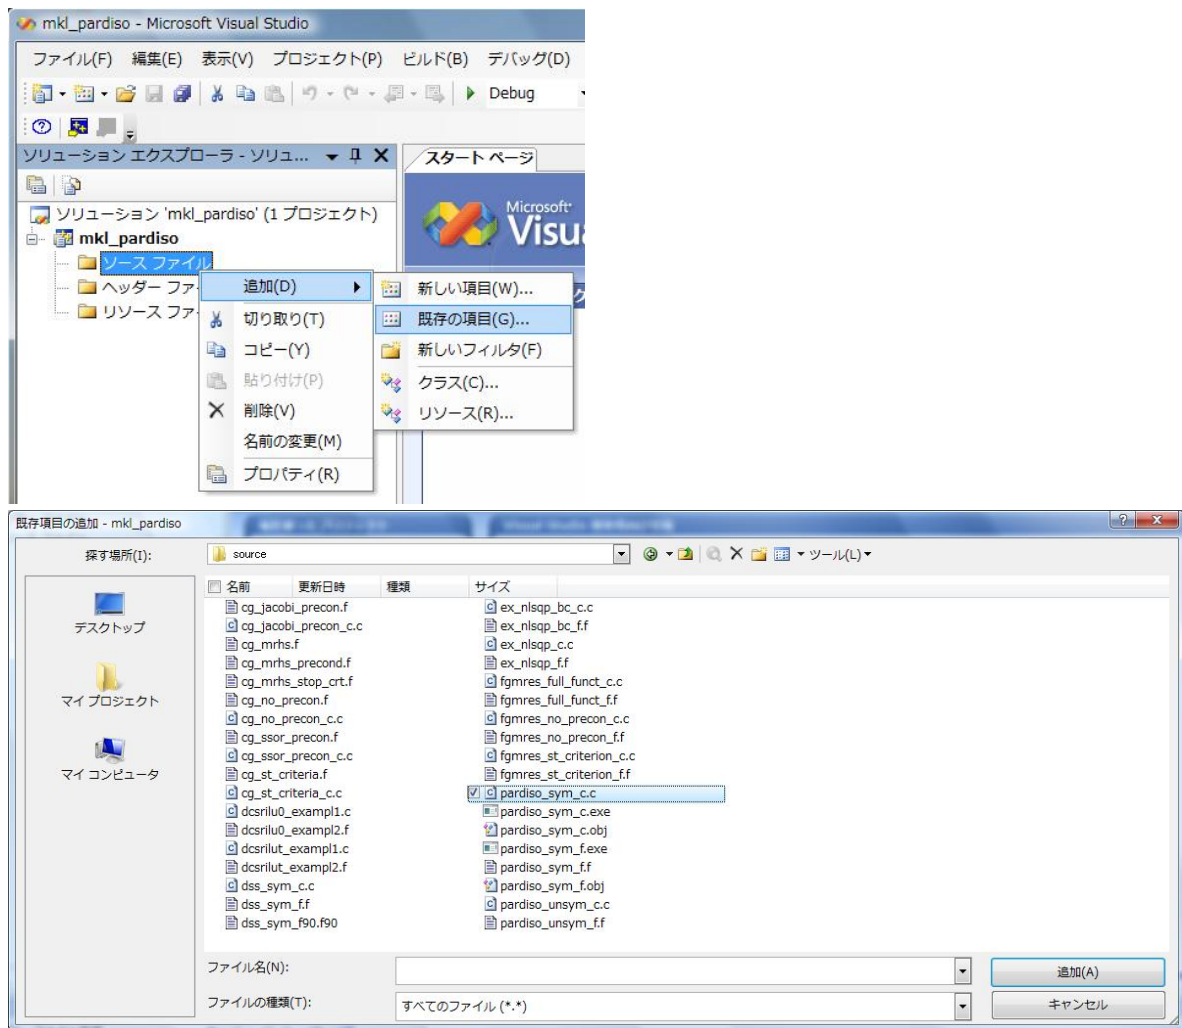 mkl_pardiso - Microsoft Visual Studio
ファイル(F) 編集(E) 表示(V) プロジェクト(P) ビルド(B) デバッグ(D)
Debug
ソリューション エクスプローラ - ソリュ...
スタート ページ
ソリューション 'mkl_pardiso' (1 プロジェクト)
Microsoft
Visu
mkl_pardiso
ソース ファイル
ヘッダー ファ
リソース ファ
追加(D)
切り取り(T)
コピー(Y)
貼り付け(P)
削除(V)
名前の変更(M)
プロパティ(R)
新しい項目(W)...
既存の項目(G)...
新しいフィルタ(F)
クラス(C)...
リソース(R)...
既存項目の追加 - mkl_pardiso
探す場所(I): source ツール(L)
デスクトップ
マイ プロジェクト
マイ コンピュータ
名前 更新日時 種類 サイズ
cg_jacobi_precon.f
cg_jacobi_precon_c.c
cg_mrhs.f
cg_mrhs_precond.f
cg_mrhs_stop_crt.f
cg_no_precon.f
cg_no_precon_c.c
cg_ssor_precon.f
cg_ssor_precon_c.c
cg_st_criteria.f
cg_st_criteria_c.c
dcsrilu0_exampl1.c
dcsrilu0_exampl2.f
dcsrilut_exampl1.c
dcsrilut_exampl2.f
dss_sym_c.c
dss_sym_f.f
dss_sym_f90.f90
ex_nlsqp_bc_c.c
ex_nlsqp_bc_f.f
ex_nlsqp_c.c
ex_nlsqp_f.f
fgmres_full_funct_c.c
fgmres_full_funct_f.f
fgmres_no_precon_c.c
fgmres_no_precon_f.f
fgmres_st_criterion_c.c
fgmres_st_criterion_f.f
pardiso_sym_c.c
pardiso_sym_c.exe
pardiso_sym_c.obj
pardiso_sym_f.exe
pardiso_sym_f.f
pardiso_sym_f.obj
pardiso_unsym_c.c
pardiso_unsym_f.f
ファイル名(N):
追加(A)
ファイルの種類(T): すべてのファイル (*.*)
キャンセル